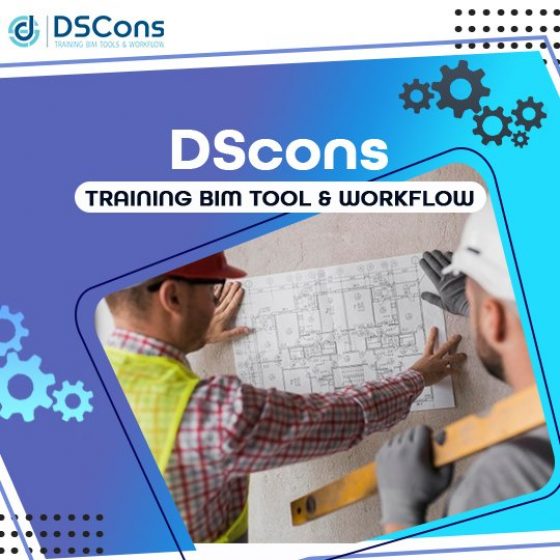 DSCons
TRAINING BIM TOOLS & WORKFLOW
DScons
TRAINING BIM TOOL & WORKFLOW